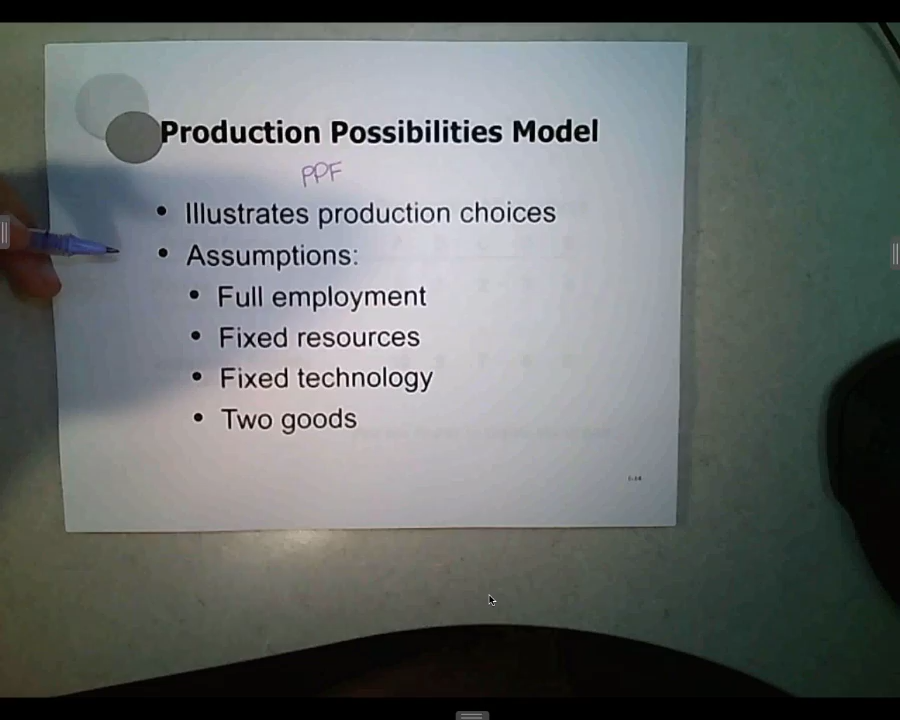 Production Possibilities Model
PPF
• Illustrates production choices
• Assumptions:
• Full employment
• Fixed resources
• Fixed technology
• Two goods